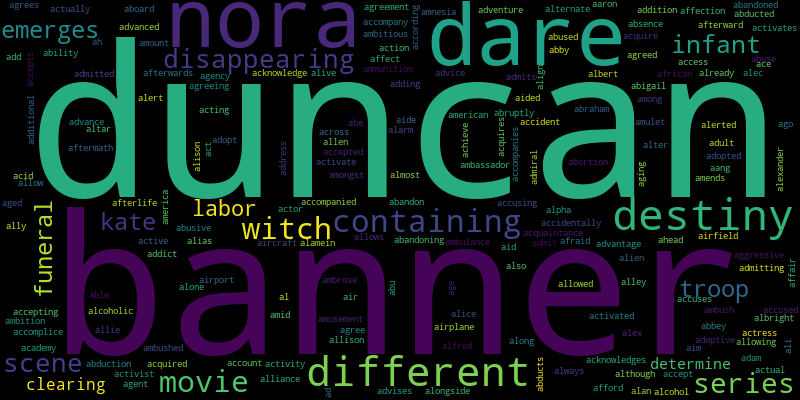 agrees actually aboard nora agreement adventure alternate aaron addition affection abandoned
emerges advanced accompany amnesia according dare absence afterward abducted activates
ah amount ambitious abused acquire
add ability disappearing action abby agreed infant abuse
accepts admitted afterwards agency acknowledge alive affect advice admits align albert african access already alec ace
agreeing ammunition adding abigail
additional alert acting duncan aided among amulet
advance american abruptly accident abraham alerted ago
altar alison act adopt across aide alarm achieve acquires alter adult
aftermath address allen abe accompanies adopted
accepted activate ambassador admiral abortion aang alexander
acid allow amongst almost aging amends
aged afterlife america accompanied abandon accusing
funeral kate labor actor containing alpha destiny
ally abusive witch accidentally
active alias aircraft alamein allows abandoning ambulance acquaintance admit afraid advantage ahead airfield
addict aid also alien aggressive affair
able alone airport banner ambrose abu age allowed alley troop admitting
accepting alcoholic al air alice accuses ambush accused
ambition amid amusement airplane activated albright
accomplice allie agree alex abbey actress
academy ambushed allison alfred along adoptive allowing ali
scene abduction acquired account activity different acknowledges determine aim adam
activist abducts always although accept actual
clearing agent movie alliance ad advises alongside afford alan alcohol series